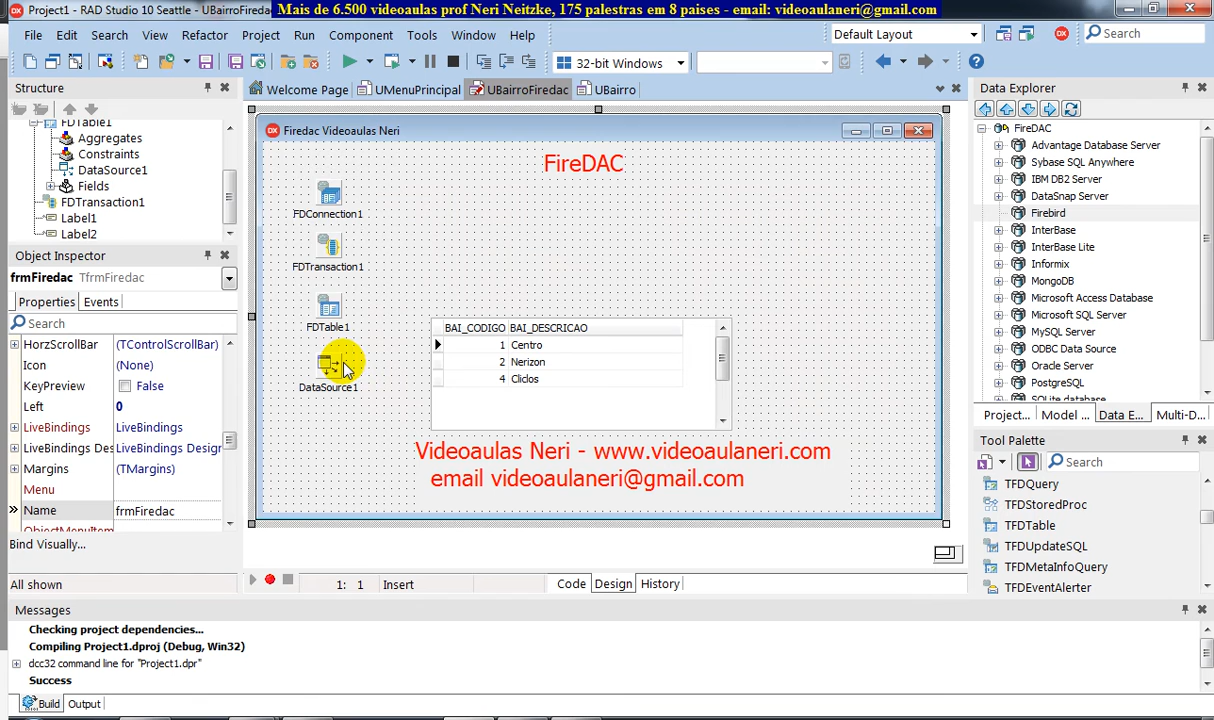 Project1 - RAD Studio 10 Seattle - UBairroFiredac
Mais de 6.500 videoaulas prof Neri Neitzke, 175 palestras em 8 paises - email: videoaulaneri@gmail.com
File Edit Search View Refactor Project Run Component Tools Window Help
Default Layout
Search
32-bit Windows
Structure
Welcome Page UMenuPrincipal UBairroFiredac UBairro
Data Explorer
FDTable1
Aggregates
Constraints
DataSource1
Fields
FDTransaction1
Label1
Label2
Object Inspector
frmFiredac TfrmFiredac
Properties Events
Search
HorzScrollBar (TControlScrollBar)
Icon (None)
KeyPreview False
Left 0
LiveBindings LiveBindings
LiveBindings Des LiveBindings Design
Margins (TMargins)
Menu
Name frmFiredac
ObjectMenuItem
Bind Visually...
All shown
Firedac Videoaulas Neri
FireDAC
FDConnection1
FDTransaction1
FDTable1
DataSource1
BAI_CODIGO BAI_DESCRICAO
1 Centro
2 Nerizon
4 Cliclos
Videoaulas Neri - www.videoaulaneri.com
email videoaulaneri@gmail.com
1: 1 Insert
Code Design History
FireDAC
Advantage Database Server
Sybase SQL Anywhere
IBM DB2 Server
DataSnap Server
Firebird
InterBase
InterBase Lite
Informix
MongoDB
Microsoft Access Database
Microsoft SQL Server
MySQL Server
ODBC Data Source
Oracle Server
PostgreSQL
SQLite database
Project... Model ... Data E... Multi-D...
Tool Palette
Search
TFDQuery
TFDStoredProc
TFDTable
TFDUpdateSQL
TFDMetaInfoQuery
TFDEventAlerter
Messages
Checking project dependencies...
Compiling Project1.dproj (Debug, Win32)
dcc32 command line for "Project1.dpr"
Success
Build Output